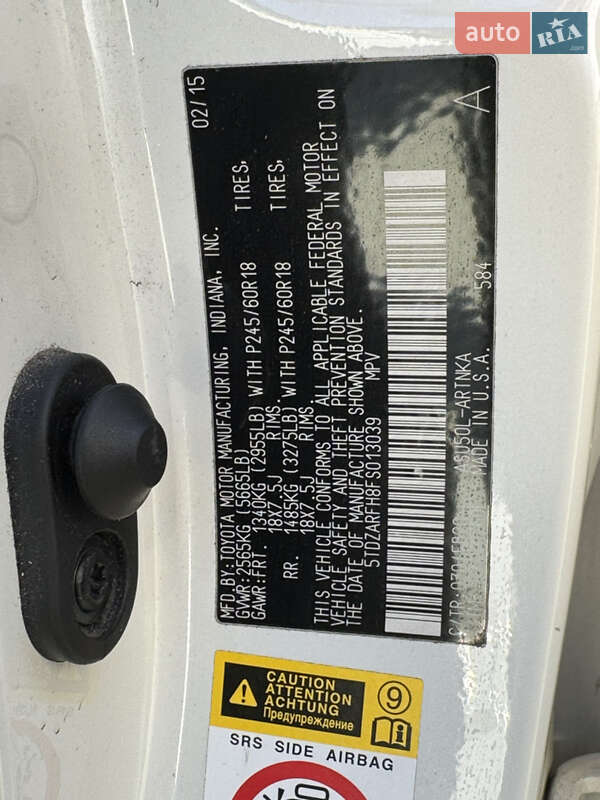 auto RIA.com
MFD.BY:TOYOTA MOTOR MANUFACTURING, INDIANA, INC. 02/15
GVWR:2565KG (5665LB)
GAWR:FRT. 1340KG (2955LB) WITH P245/60R18 TIRES,
18X7.5J RIMS,
RR. 1485KG (3275LB) WITH P245/60R18 TIRES,
18X7.5J RIMS.
THIS VEHICLE CONFORMS TO ALL APPLICABLE FEDERAL MOTOR
VEHICLE SAFETY AND THEFT PREVENTION STANDARDS IN EFFECT ON
THE DATE OF MANUFACTURE SHOWN ABOVE.
5TDZARFH8FS013039 MPV
A
C/TR:
584
ASU50L-ARTNKA
MADE IN U.S.A.
CAUTION
ATTENTION
ACHTUNG
Предупреждение
9
SRS SIDE AIRBAG